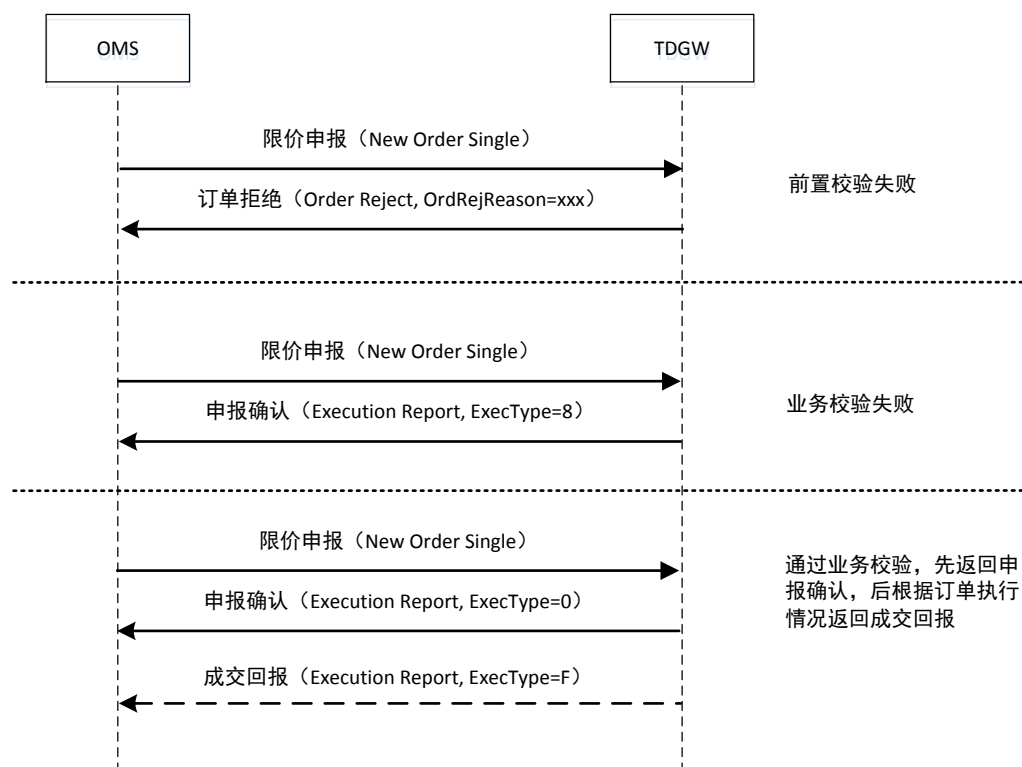 OMS
TDGW
限价申报（New Order Single）
订单拒绝（Order Reject, OrdRejReason=xxx）
前置校验失败
限价申报（New Order Single）
申报确认（Execution Report, ExecType=8）
业务校验失败
限价申报（New Order Single）
申报确认（Execution Report, ExecType=0）
成交回报（Execution Report, ExecType=F）
通过业务校验，先返回申
报确认，后根据订单执行
情况返回成交回报